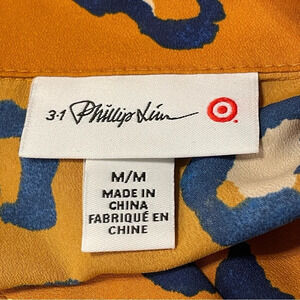 3.1 Phillip Lim
M/M
MADE IN
CHINA
FABRIQUÉ EN
CHINE